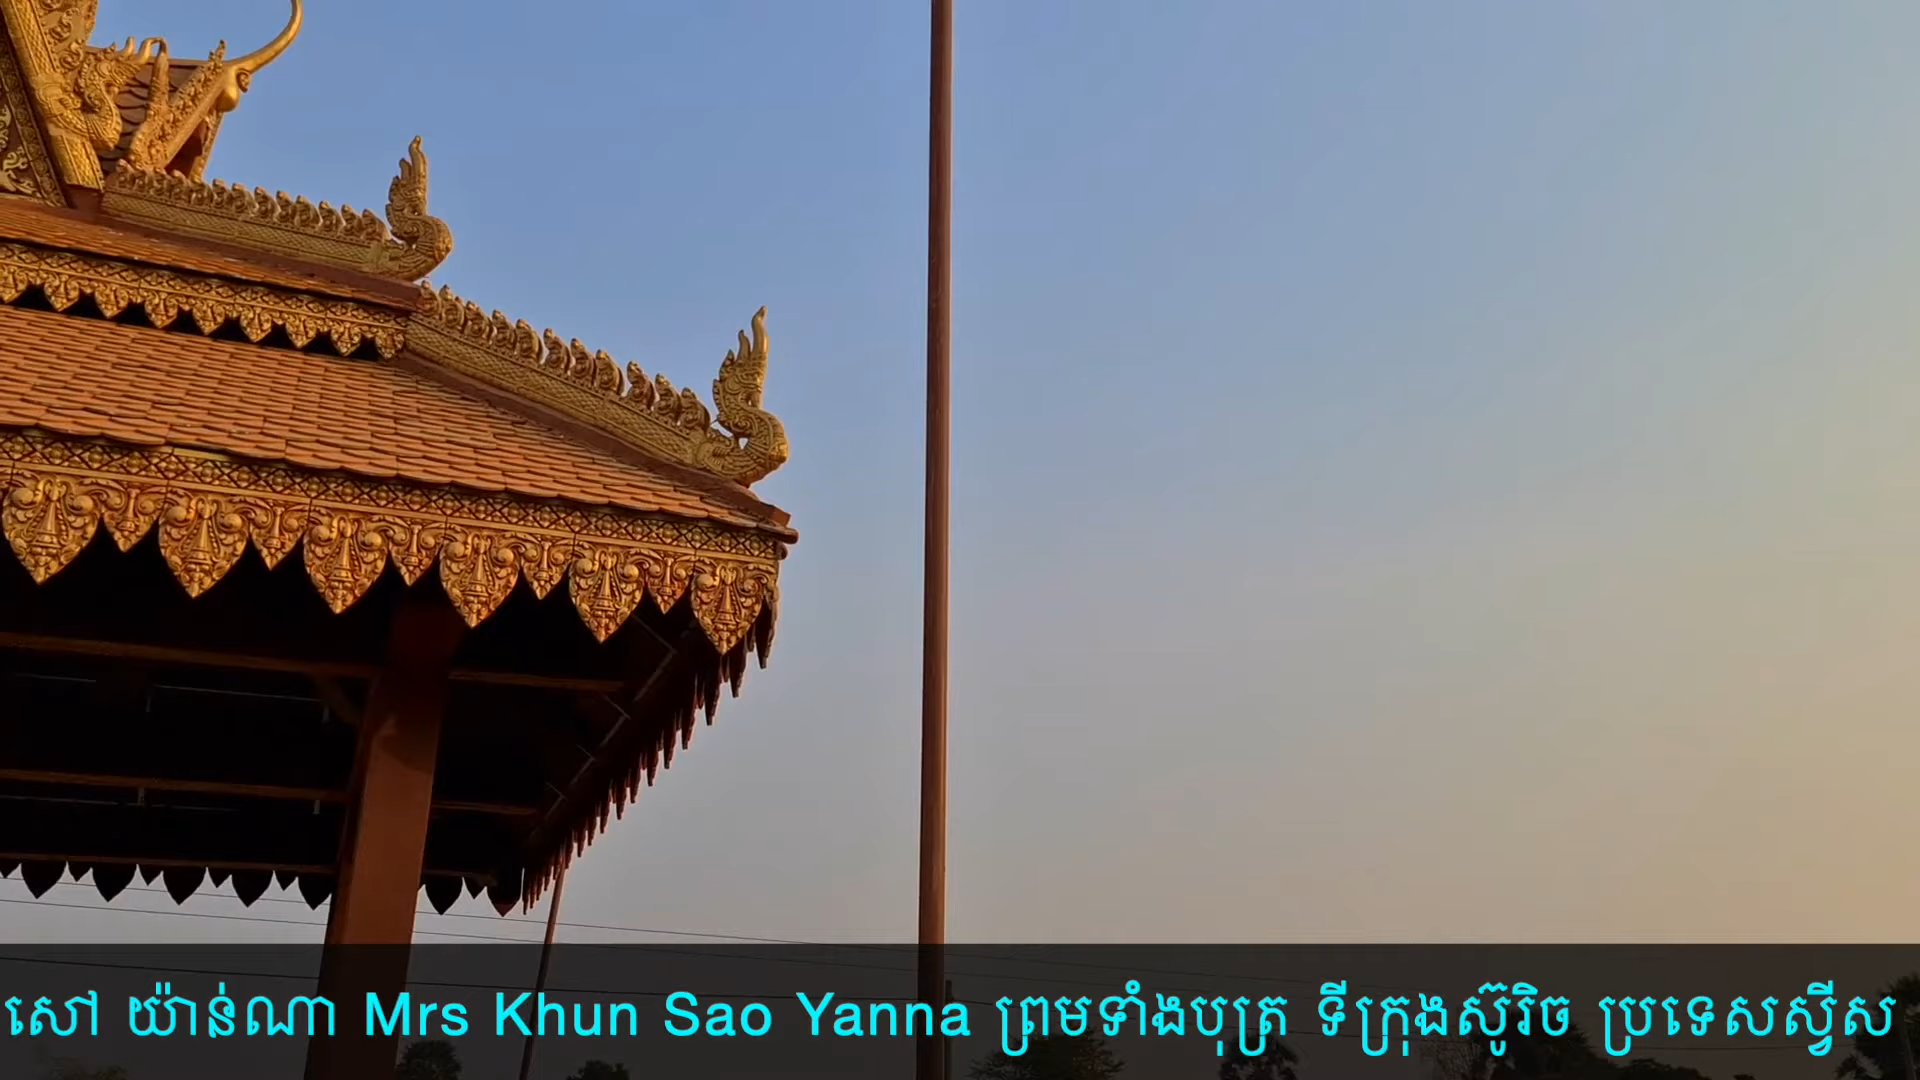 សៅ យ៉ាន់ណា Mrs Khun Sao Yanna ព្រមទាំងបុត្រ ទីក្រុងស៊ូរិច ប្រទេសស្វីស